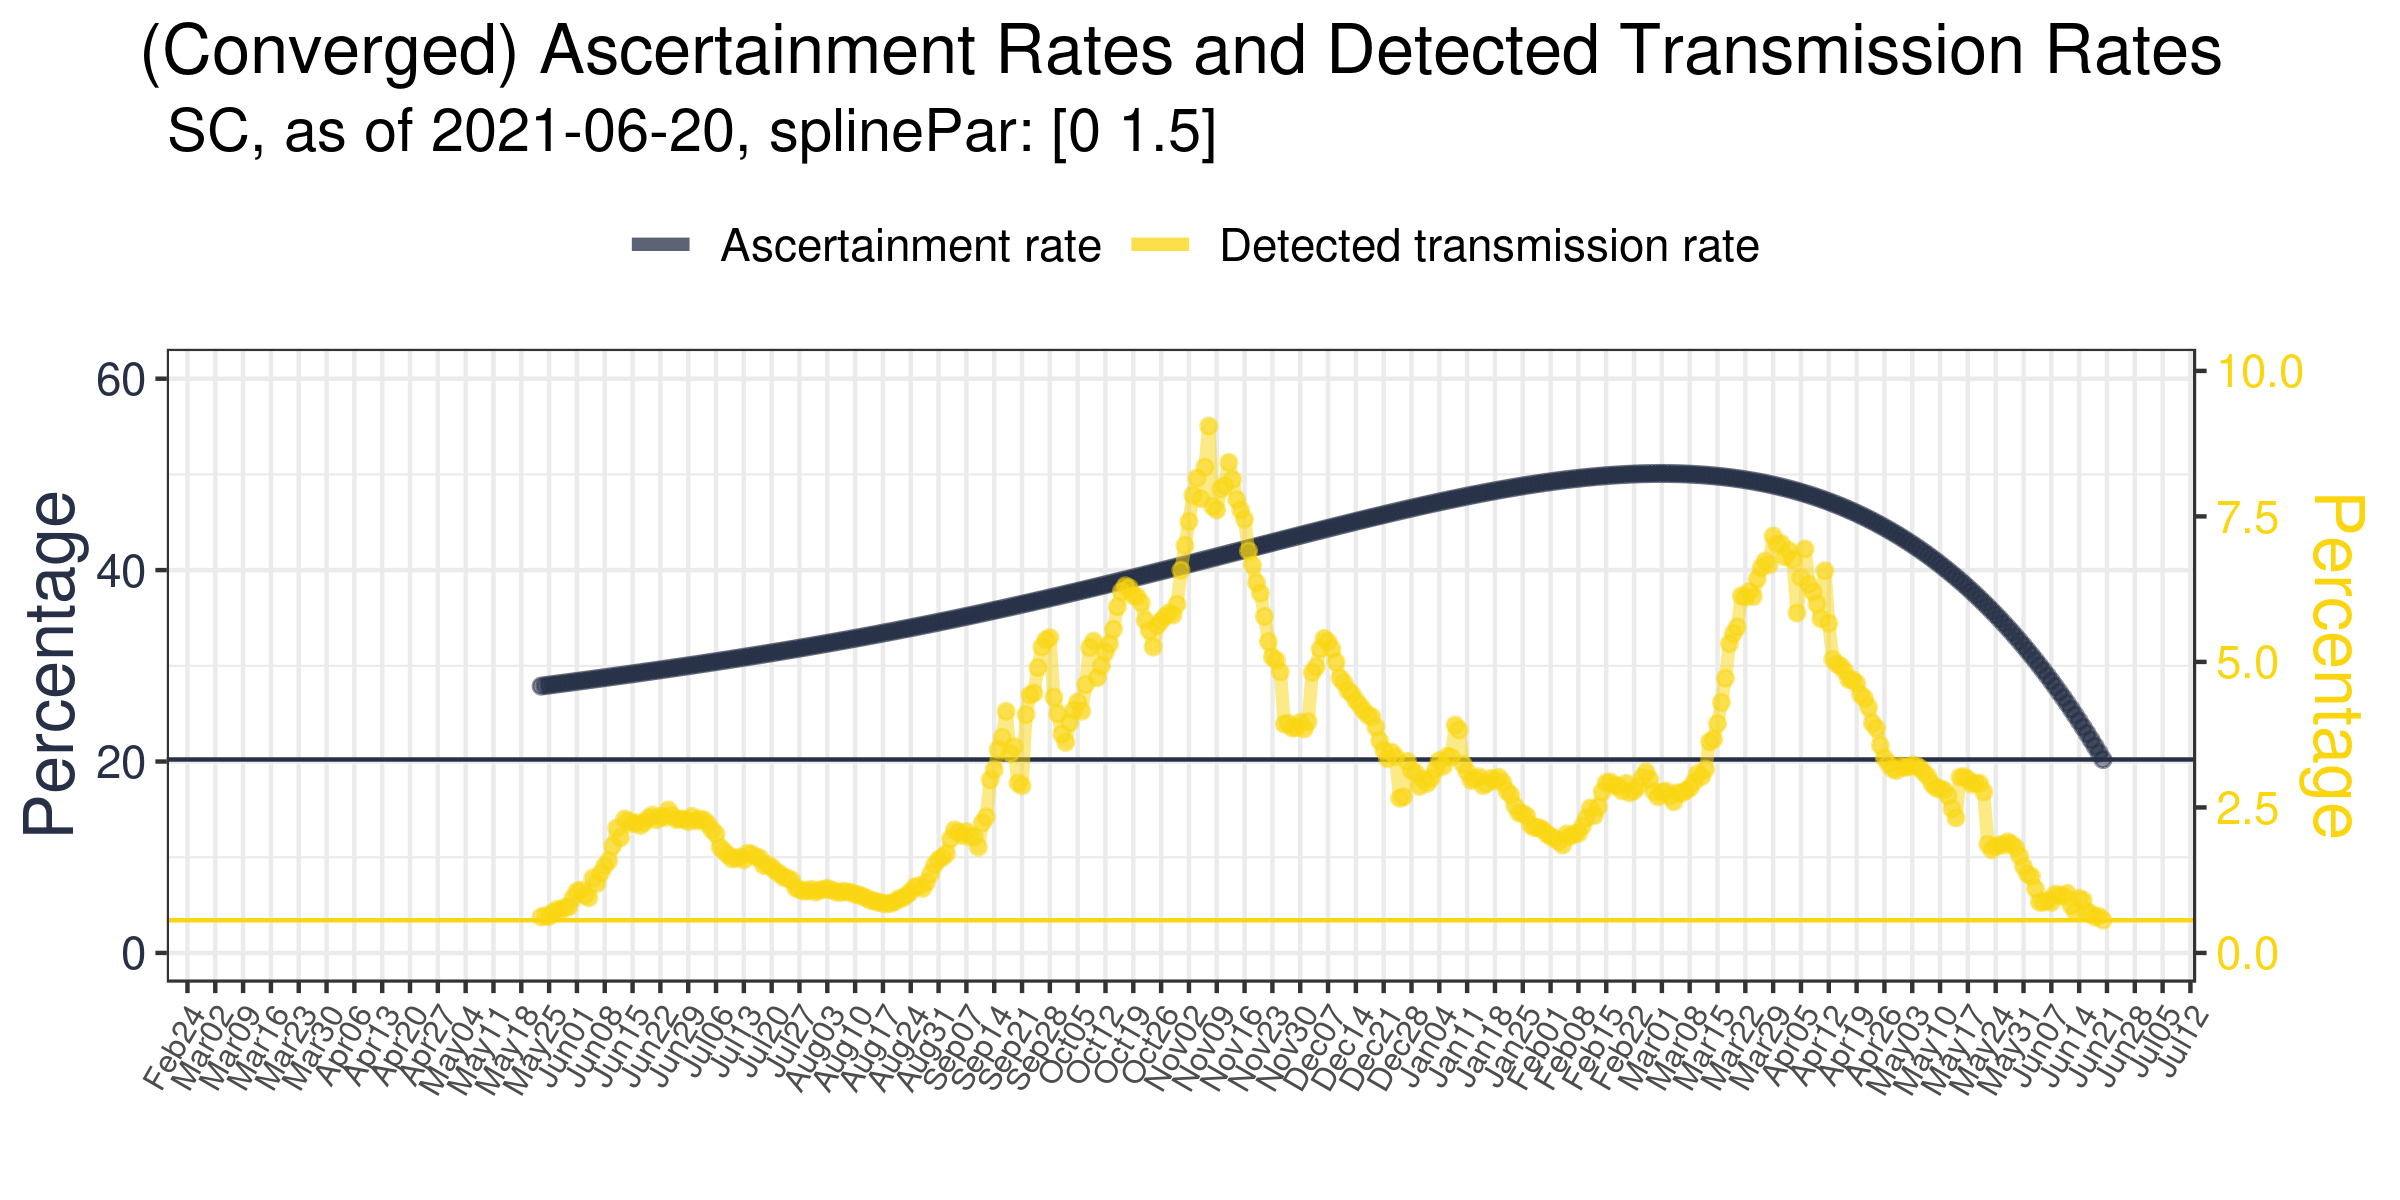 (Converged) Ascertainment Rates and Detected Transmission Rates
SC, as of 2021-06-20, splinePar: [0 1.5]
Ascertainment rate
Detected transmission rate
Percentage
60
40
20
0
10.0
7.5
5.0
2.5
0.0
Percentage
Feb24
Mar02
Mar09
Mar16
Mar23
Mar30
Apr06
Apr13
Apr20
Apr27
May04
May11
May18
May25
Jun01
Jun08
Jun15
Jun22
Jun29
Jul06
Jul13
Jul20
Jul27
Aug03
Aug10
Aug17
Aug24
Aug31
Sep07
Sep14
Sep21
Sep28
Oct05
Oct12
Oct19
Oct26
Nov02
Nov09
Nov16
Nov23
Nov30
Dec07
Dec14
Dec21
Dec28
Jan04
Jan11
Jan18
Jan25
Feb01
Feb08
Feb15
Feb22
Mar01
Mar08
Mar15
Mar22
Mar29
Apr05
Apr12
Apr19
Apr26
May03
May10
May17
May24
May31
Jun07
Jun14
Jun21
Jun28
Jul05
Jul12